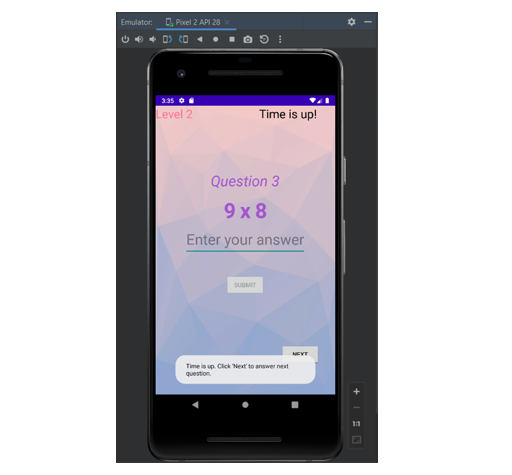 Emulator: Pixel 2 API 28
3:35
Level 2 Time is up!
Question 3
9 x 8
Enter your answer
SUBMIT
NEXT
Time is up. Click 'Next' to answer next
question.
1:1